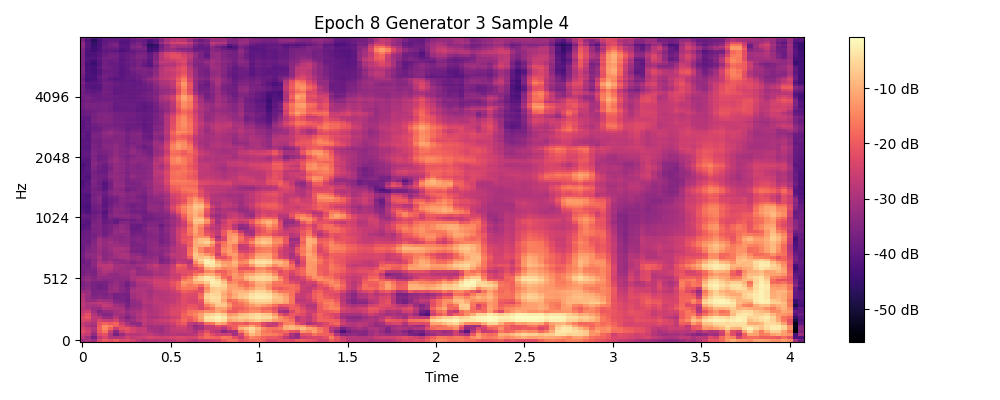 Epoch 8 Generator 3 Sample 4
Hz
4096
2048
1024
512
0
0 0.5 1 1.5 2 2.5 3 3.5 4
Time
-10 dB
-20 dB
-30 dB
-40 dB
-50 dB